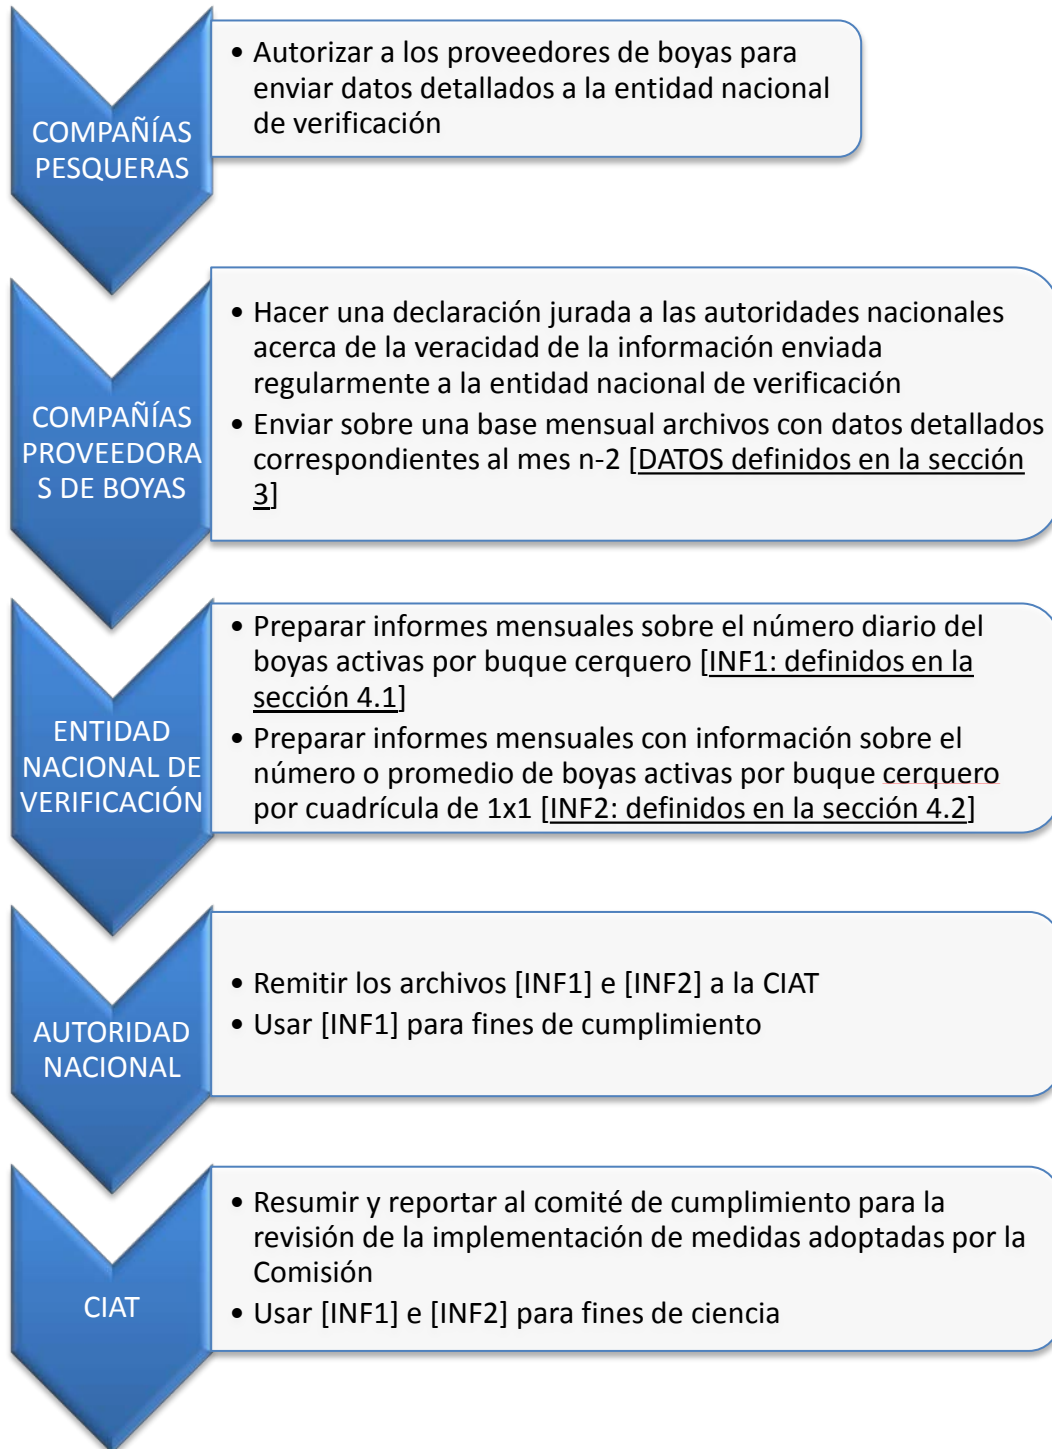 COMPAÑÍAS
PESQUERAS
• Autorizar a los proveedores de boyas para
enviar datos detallados a la entidad nacional
de verificación
COMPAÑÍAS
PROVEEDORA
S DE BOYAS
• Hacer una declaración jurada a las autoridades nacionales
acerca de la veracidad de la información enviada
regularmente a la entidad nacional de verificación
• Enviar sobre una base mensual archivos con datos detallados
correspondientes al mes n-2 [DATOS definidos en la sección
3]
ENTIDAD
NACIONAL DE
VERIFICACIÓN
• Preparar informes mensuales sobre el número diario del
boyas activas por buque cerquero [INF1: definidos en la
sección 4.1]
• Preparar informes mensuales con información sobre el
número o promedio de boyas activas por buque cerquero
por cuadrícula de 1x1 [INF2: definidos en la sección 4.2]
AUTORIDAD
NACIONAL
• Remitir los archivos [INF1] e [INF2] a la CIAT
• Usar [INF1] para fines de cumplimiento
CIAT
• Resumir y reportar al comité de cumplimiento para la
revisión de la implementación de medidas adoptadas por la
Comisión
• Usar [INF1] e [INF2] para fines de ciencia